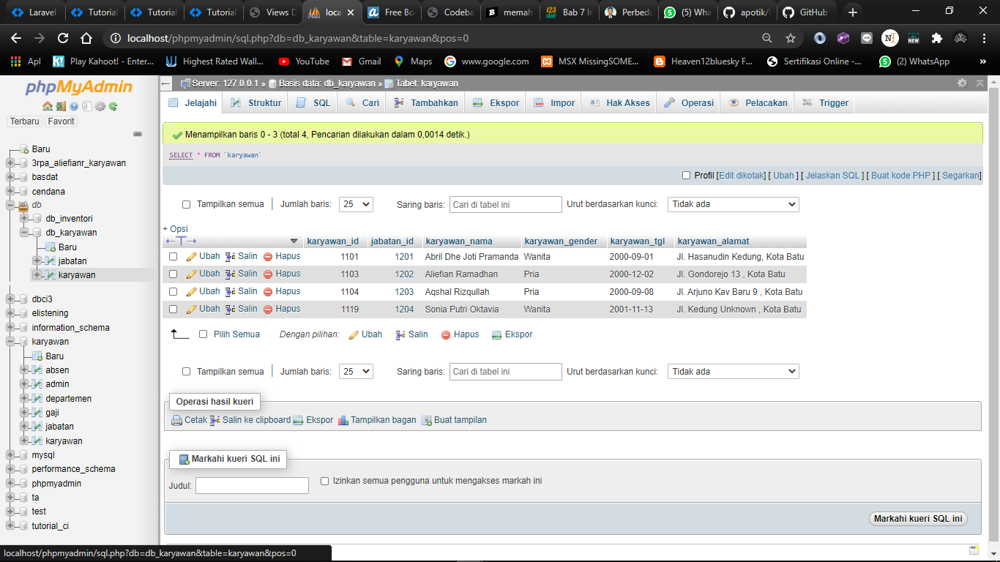 Laravel Tutorial Tutorial Tutorial Views D loca Free Bo Codeba memah Bab 7 In Perbeda (5) Wha apotik/ GitHub
localhost/phpmyadmin/sql.php?db=db_karyawan&table=karyawan&pos=0
Apl Play Kahoot! - Enter... Highest Rated Wall... YouTube Gmail Maps www.google.com MSX MissingSOME... Heaven12bluesky F... Sertifikasi Online -... (2) WhatsApp »
phpMyAdmin
Terbaru Favorit
Baru
3rpa_aliefianr_karyawan
basdat
cendana
db
db_inventori
db_karyawan
Baru
jabatan
karyawan
dbci3
elistening
information_schema
karyawan
Baru
absen
admin
departemen
gaji
jabatan
karyawan
mysql
performance_schema
phpmyadmin
ta
test
tutorial_ci
localhost/phpmyadmin/sql.php?db=db_karyawan&table=karyawan&pos=0
Server: 127.0.0.1 » Basis data: db_karyawan » Tabel: karyawan
Jelajahi Struktur SQL Cari Tambahkan Ekspor Impor Hak Akses Operasi Pelacakan Trigger
Menampilkan baris 0 - 3 (total 4, Pencarian dilakukan dalam 0,0014 detik.)
SELECT * FROM `karyawan`
Profil [Edit dikotak] [ Ubah ] [ Jelaskan SQL ] [ Buat kode PHP ] [ Segarkan]
Tampilkan semua | Jumlah baris: 25 Saring baris: Cari di tabel ini Urut berdasarkan kunci: Tidak ada
+ Opsi
←T→ karyawan_id jabatan_id karyawan_nama karyawan_gender karyawan_tgl karyawan_alamat
Ubah Salin Hapus 1101 1201 Abril Dhe Joti Pramanda Wanita 2000-09-01 Jl. Hasanudin Kedung, Kota Batu
Ubah Salin Hapus 1103 1202 Aliefian Ramadhan Pria 2000-12-02 Jl. Gondorejo 13 , Kota Batu
Ubah Salin Hapus 1104 1203 Aqshal Rizqullah Pria 2000-09-08 Jl. Arjuno Kav Baru 9 , Kota Batu
Ubah Salin Hapus 1119 1204 Sonia Putri Oktavia Wanita 2001-11-13 Jl. Kedung Unknown , Kota Batu
Pilih Semua Dengan pilihan: Ubah Salin Hapus Ekspor
Tampilkan semua | Jumlah baris: 25 Saring baris: Cari di tabel ini Urut berdasarkan kunci: Tidak ada
Operasi hasil kueri
Cetak Salin ke clipboard Ekspor Tampilkan bagan Buat tampilan
Markahi kueri SQL ini
Judul: Izinkan semua pengguna untuk mengakses markah ini
Markahi kueri SQL ini